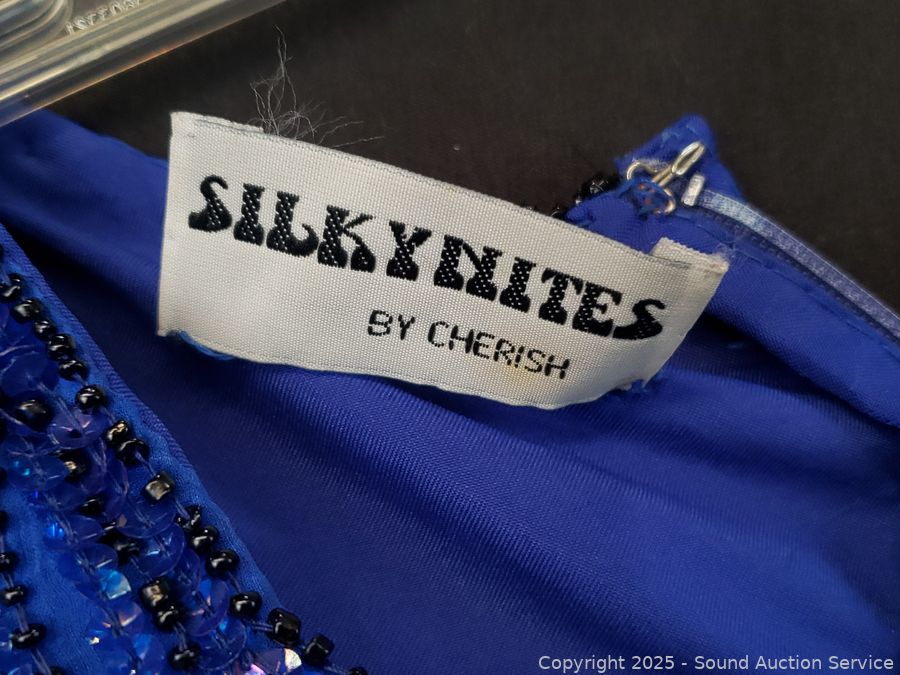 SILKYNITES
BY CHERISH
Copyright 2025 - Sound Auction Service